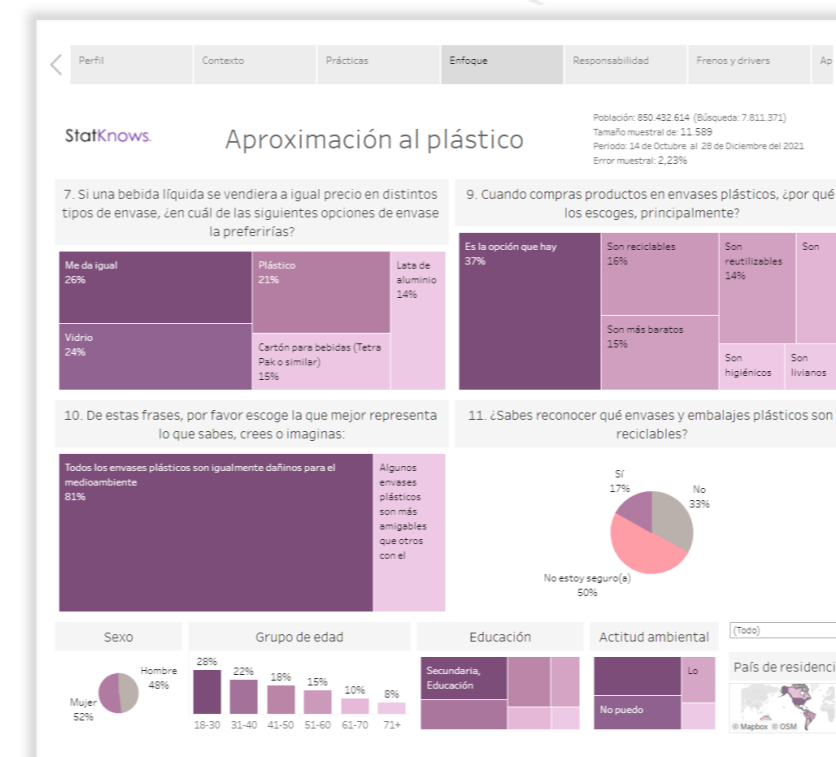 Perfil
Contexto
Prácticas
Enfoque
Responsabilidad
Frenos y drivers
Ap
StatKnows.
Aproximación al plástico
Población: 850.432.614 (Búsqueda: 7.811.371)
Tamaño muestral de: 11.589
Periodo: 14 de Octubre al 28 de Diciembre del 2021
Error muestral: 2,23%
7. Si una bebida líquida se vendiera a igual precio en distintos
tipos de envase, ¿en cuál de las siguientes opciones de envase
la preferirías?
Me da igual
26%
Plástico
21%
Lata de
aluminio
14%
Vidrio
24%
Cartón para bebidas (Tetra
Pak o similar)
15%
9. Cuando compras productos en envases plásticos, ¿por qué
los escoges, principalmente?
Es la opción que hay
37%
Son reciclables
16%
Son
reutilizables
14%
Son
Son más baratos
15%
Son
higiénicos
Son
livianos
10. De estas frases, por favor escoge la que mejor representa
lo que sabes, crees o imaginas:
Todos los envases plásticos son igualmente dañinos para el
medioambiente
81%
Algunos
envases
plásticos
son más
amigables
que otros
con el
11. ¿Sabes reconocer qué envases y embalajes plásticos son
reciclables?
Sí
17%
No
33%
No estoy seguro(a)
50%
Sexo
Hombre
48%
Mujer
52%
Grupo de edad
28%
22%
18%
15%
10%
8%
18-30 31-40 41-50 51-60 61-70 71+
Educación
Secundaria,
Educación
Actitud ambiental
Lo
No puedo
(Todo)
País de residenci
© Mapbox © OSM